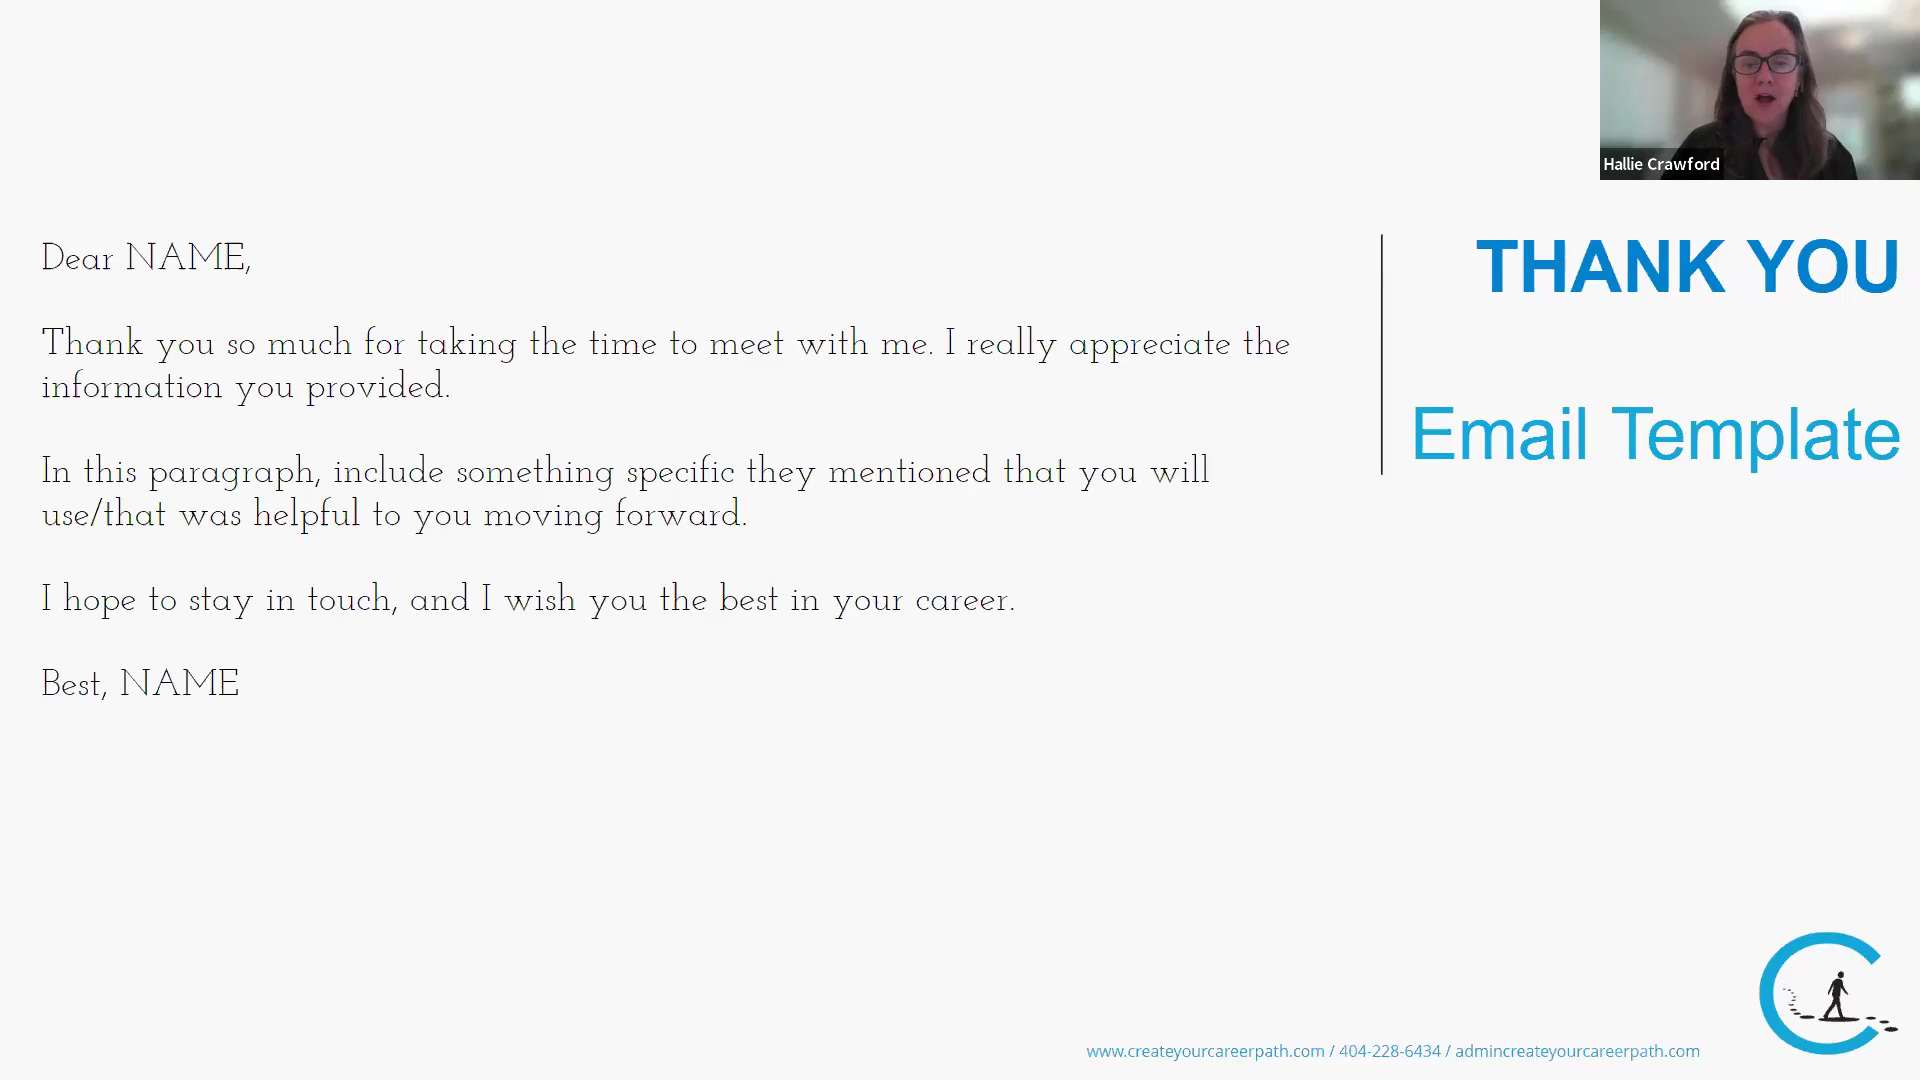 Hallie Crawford
THANK YOU
Email Template
Dear NAME,
Thank you so much for taking the time to meet with me. I really appreciate the
information you provided.
In this paragraph, include something specific they mentioned that you will
use/that was helpful to you moving forward.
I hope to stay in touch, and I wish you the best in your career.
Best, NAME
www.createyourcareerpath.com / 404-228-6434 / admincreateyourcareerpath.com